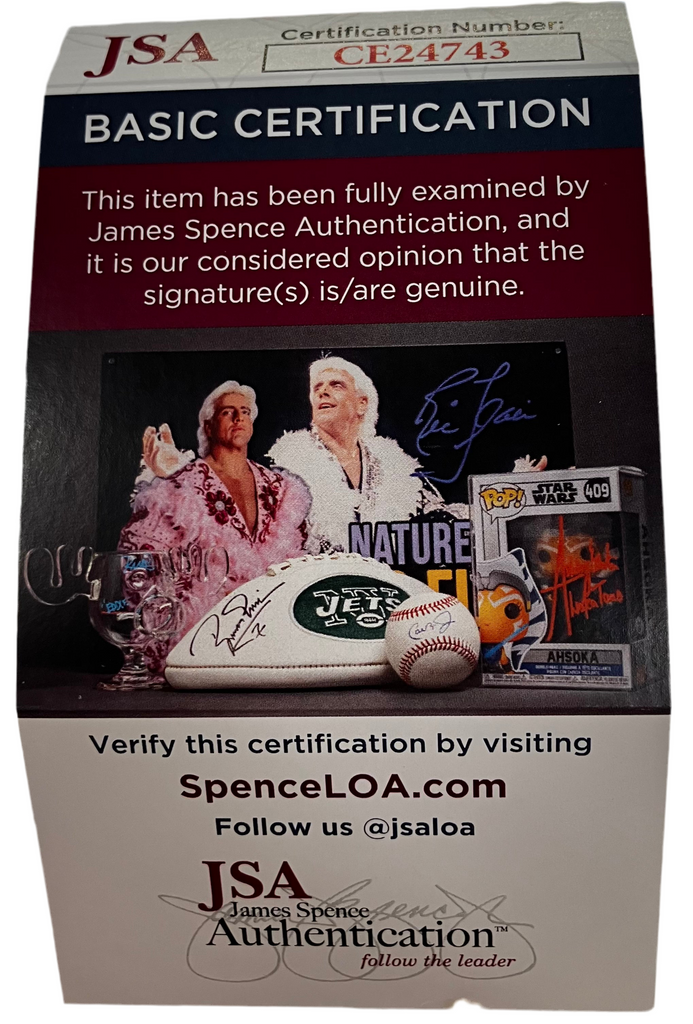 JSA
Certification Number:
CE24743
BASIC CERTIFICATION
This item has been fully examined by
James Spence Authentication, and
it is our considered opinion that the
signature(s) is/are genuine.
Ric Flair
NATURE
POP!
STAR
WARS
409
JETS
AHSOKA
Verify this certification by visiting
SpenceLOA.com
Follow us @jsaloa
JSA
James Spence
Authentication™
follow the leader